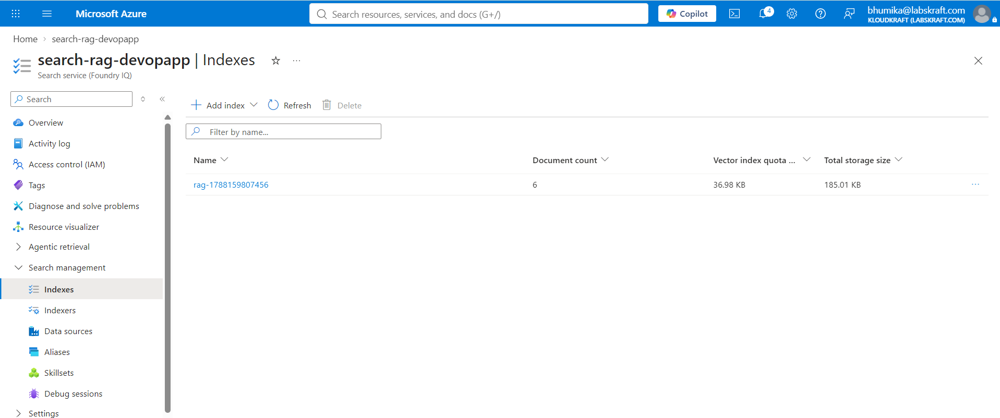 Microsoft Azure
Search resources, services, and docs (G+/)
Copilot
4
bhumika@labskraft.com
KLOUDKRAFT (LABSKRAFT.COM)
Home > search-rag-devopapp
search-rag-devopapp | Indexes
Search service (Foundry IQ)
Search
Overview
Activity log
Access control (IAM)
Tags
Diagnose and solve problems
Resource visualizer
Agentic retrieval
Search management
Indexes
Indexers
Data sources
Aliases
Skillsets
Debug sessions
Settings
Add index Refresh Delete
Filter by name...
Name Document count Vector index quota ... Total storage size
rag-1788159807456 6 36.98 KB 185.01 KB